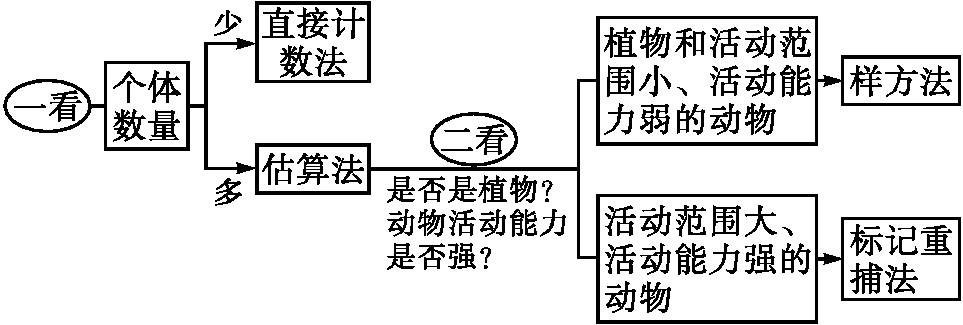 一看
个体
数量
少
直接计
数法
多
估算法
二看
是否是植物？
动物活动能力
是否强？
植物和活动范
围小、活动能
力弱的动物
样方法
活动范围大、
活动能力强的
动物
标记重
捕法